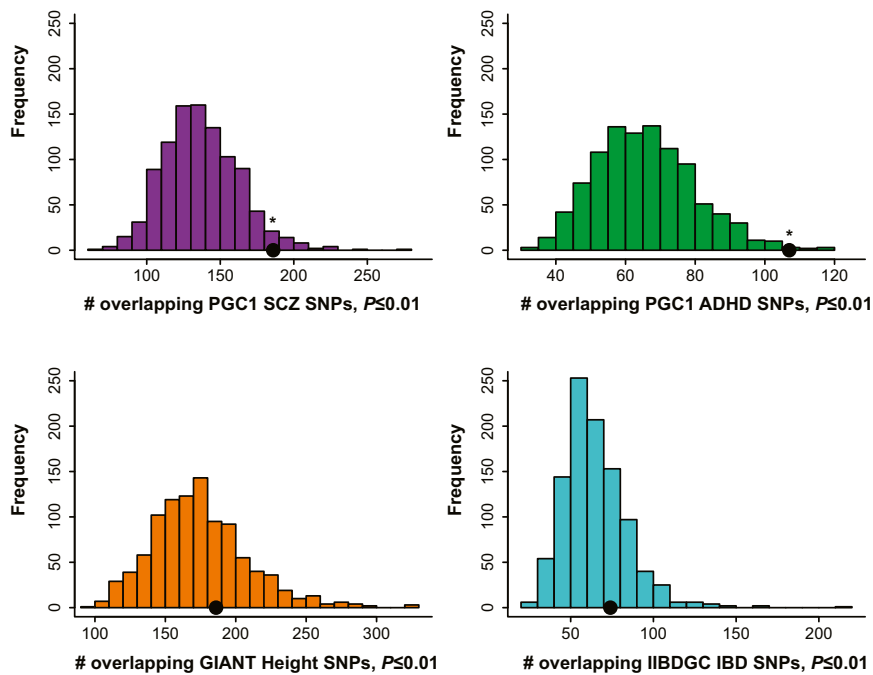 250
200
150
100
50
0
Frequency
*
100 150 200 250
# overlapping PGC1 SCZ SNPs, P≤0.01
250
200
150
100
50
0
Frequency
*
40 60 80 100 120
# overlapping PGC1 ADHD SNPs, P≤0.01
250
200
150
100
50
0
Frequency
100 150 200 250 300
# overlapping GIANT Height SNPs, P≤0.01
250
200
150
100
50
0
Frequency
50 100 150 200
# overlapping IIBDGC IBD SNPs, P≤0.01